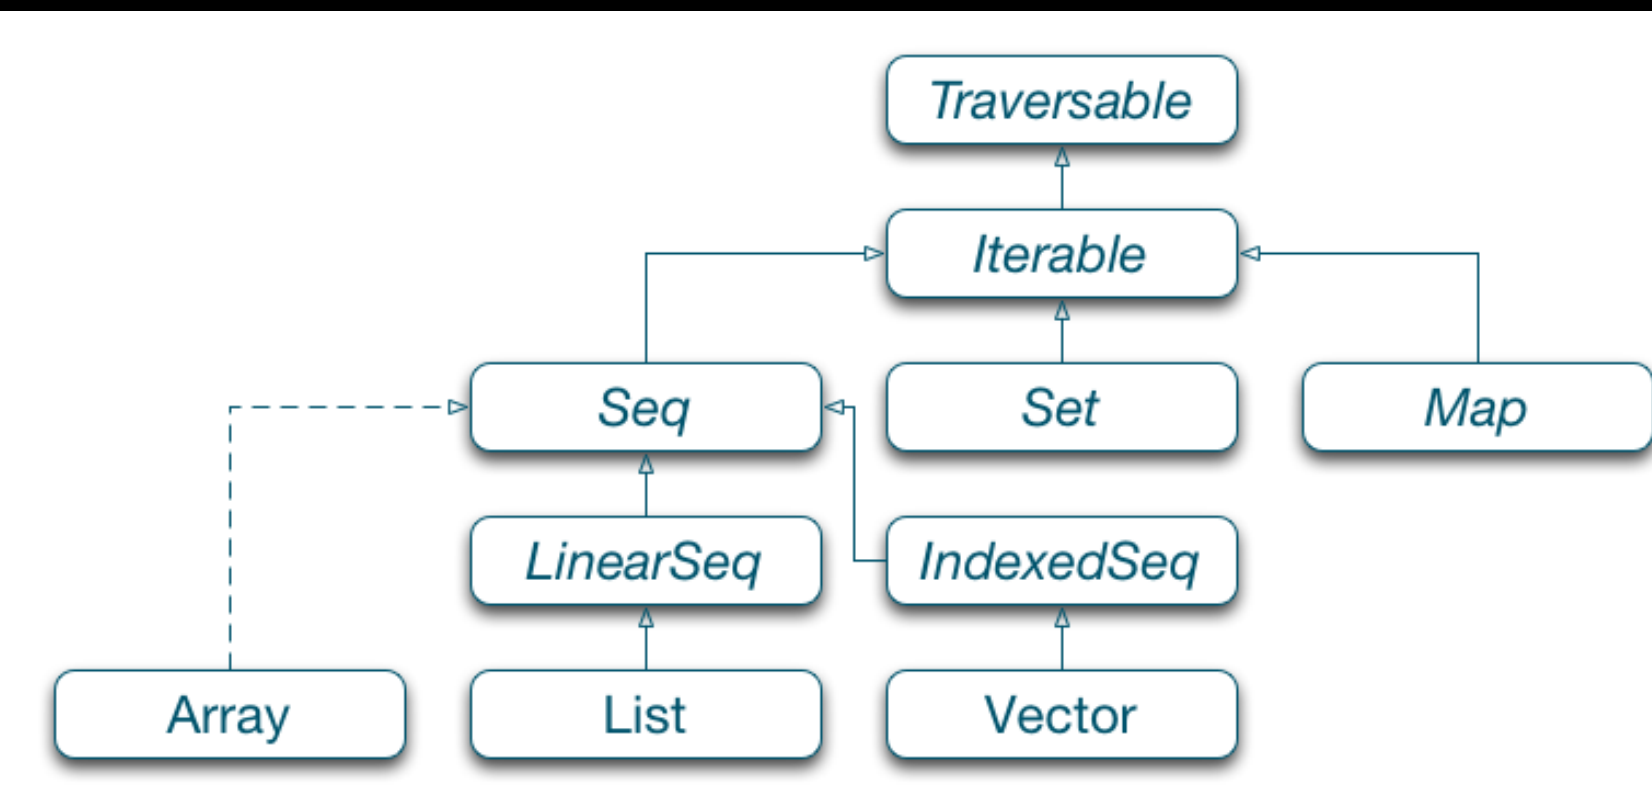 Traversable
Iterable
Seq
Set
Map
LinearSeq
IndexedSeq
Array
List
Vector